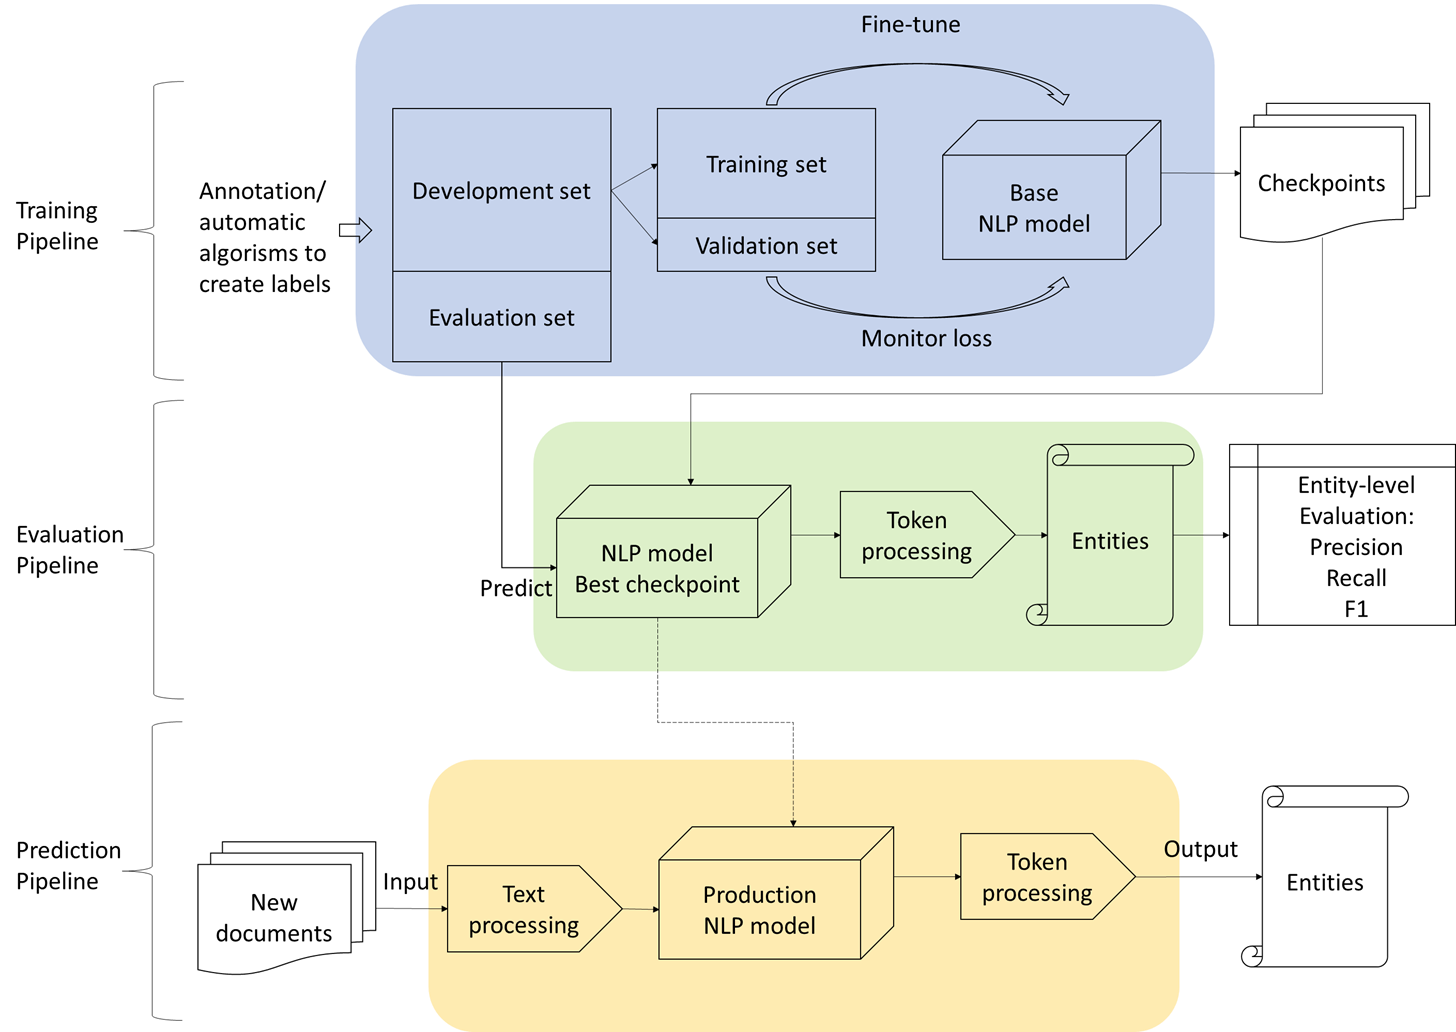 Fine-tune
Training
Pipeline
Annotation/
automatic
algorisms to
create labels
Development set
Evaluation set
Training set
Validation set
Base
NLP model
Checkpoints
Monitor loss
Evaluation
Pipeline
Predict
NLP model
Best checkpoint
Token
processing
Entities
Entity-level
Evaluation:
Precision
Recall
F1
Prediction
Pipeline
New
documents
Input
Text
processing
Production
NLP model
Token
processing
Output
Entities